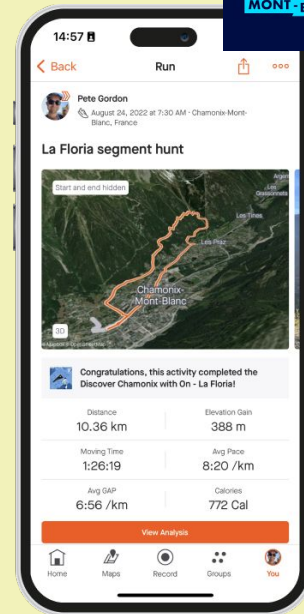 MONT-
14:57
Back
Run
Pete Gordon
August 24, 2022 at 7:30 AM - Chamonix-Mont-
Blanc, France
La Floria segment hunt
Start and end hidden
Les Tines
Les Praz
Chamonix-
Mont-Blanc
3D
Congratulations, this activity completed the
Discover Chamonix with On - La Floria!
Distance
Elevation Gain
10.36 km
388 m
Moving Time
Avg Pace
1:26:19
8:20 /km
Avg GAP
Calories
6:56 /km
772 Cal
View Analysis
Home
Maps
Record
Groups
You